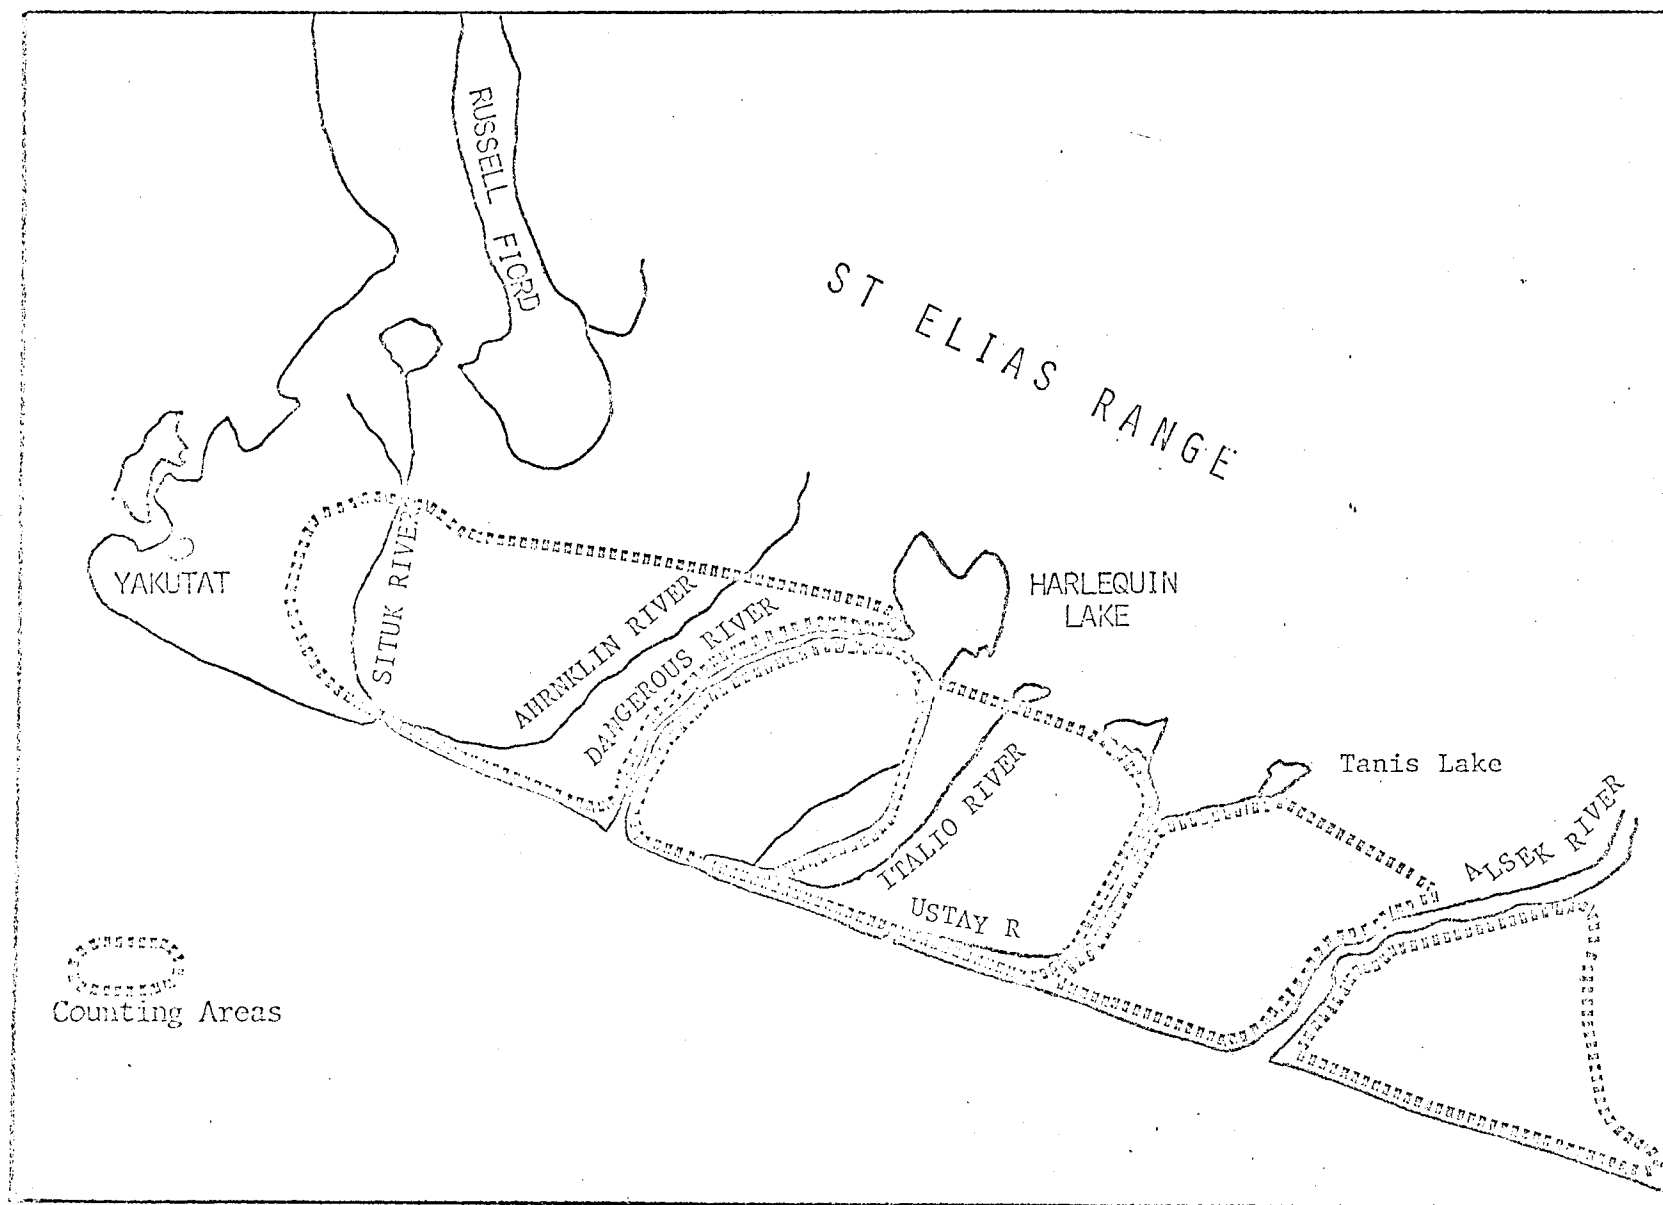 RUSSELL FIORD
ST ELIAS RANGE
YAKUTAT
SITUK RIVER
AHRNKLIN RIVER
DANGEROUS RIVER
HARLEQUIN
LAKE
ITALIO RIVER
USTAY R
Tanis Lake
ALSEK RIVER
Counting Areas